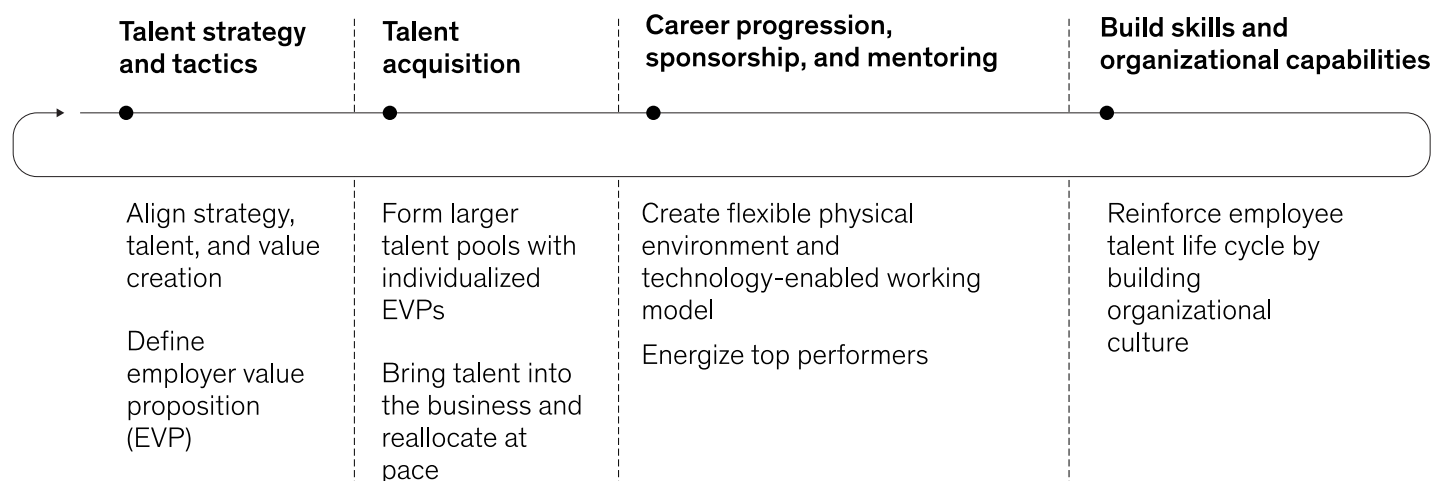 Talent strategy
and tactics
Talent
acquisition
Career progression,
sponsorship, and mentoring
Build skills and
organizational capabilities
Align strategy,
talent, and value
creation
Define
employer value
proposition
(EVP)
Form larger
talent pools with
individualized
EVPs
Bring talent into
the business and
reallocate at
pace
Create flexible physical
environment and
technology-enabled working
model
Energize top performers
Reinforce employee
talent life cycle by
building
organizational
culture